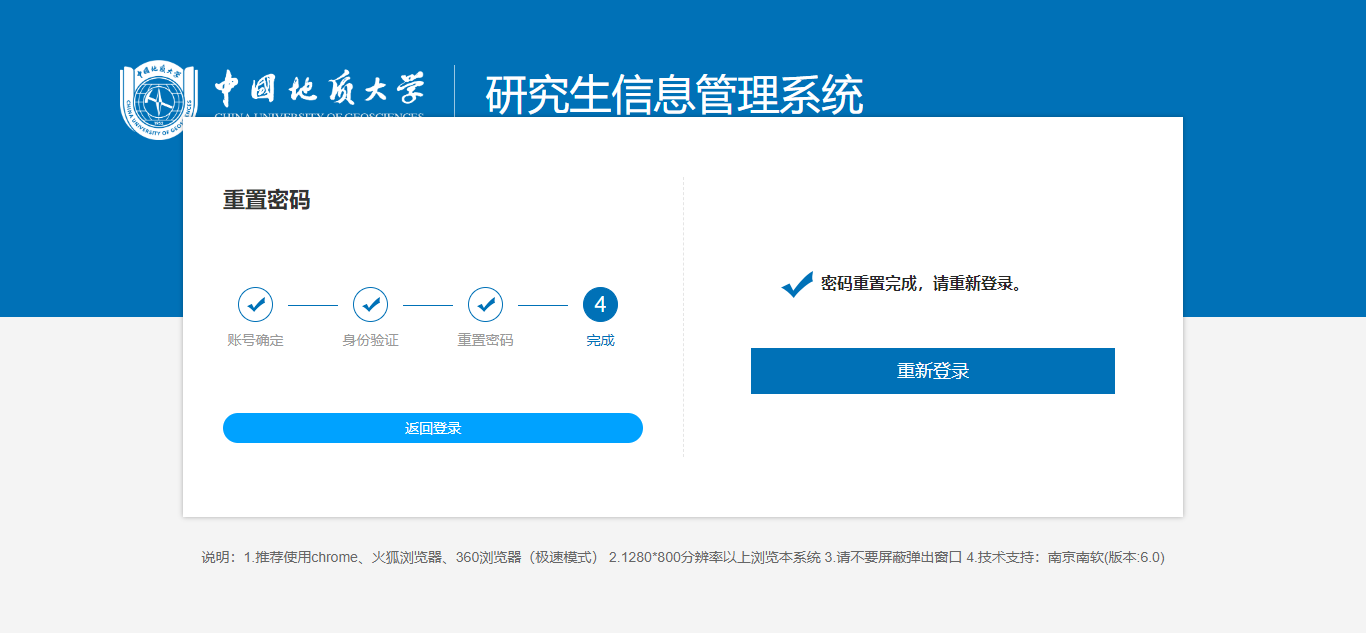 中国地质大学
CHINA UNIVERSITY OF GEOSCIENCES
研究生信息管理系统
重置密码
4
账号确定 身份验证 重置密码 完成
返回登录
密码重置完成，请重新登录。
重新登录
说明：1.推荐使用chrome、火狐浏览器、360浏览器（极速模式） 2.1280*800分辨率以上浏览本系统 3.请不要屏蔽弹出窗口 4.技术支持：南京南软(版本:6.0)